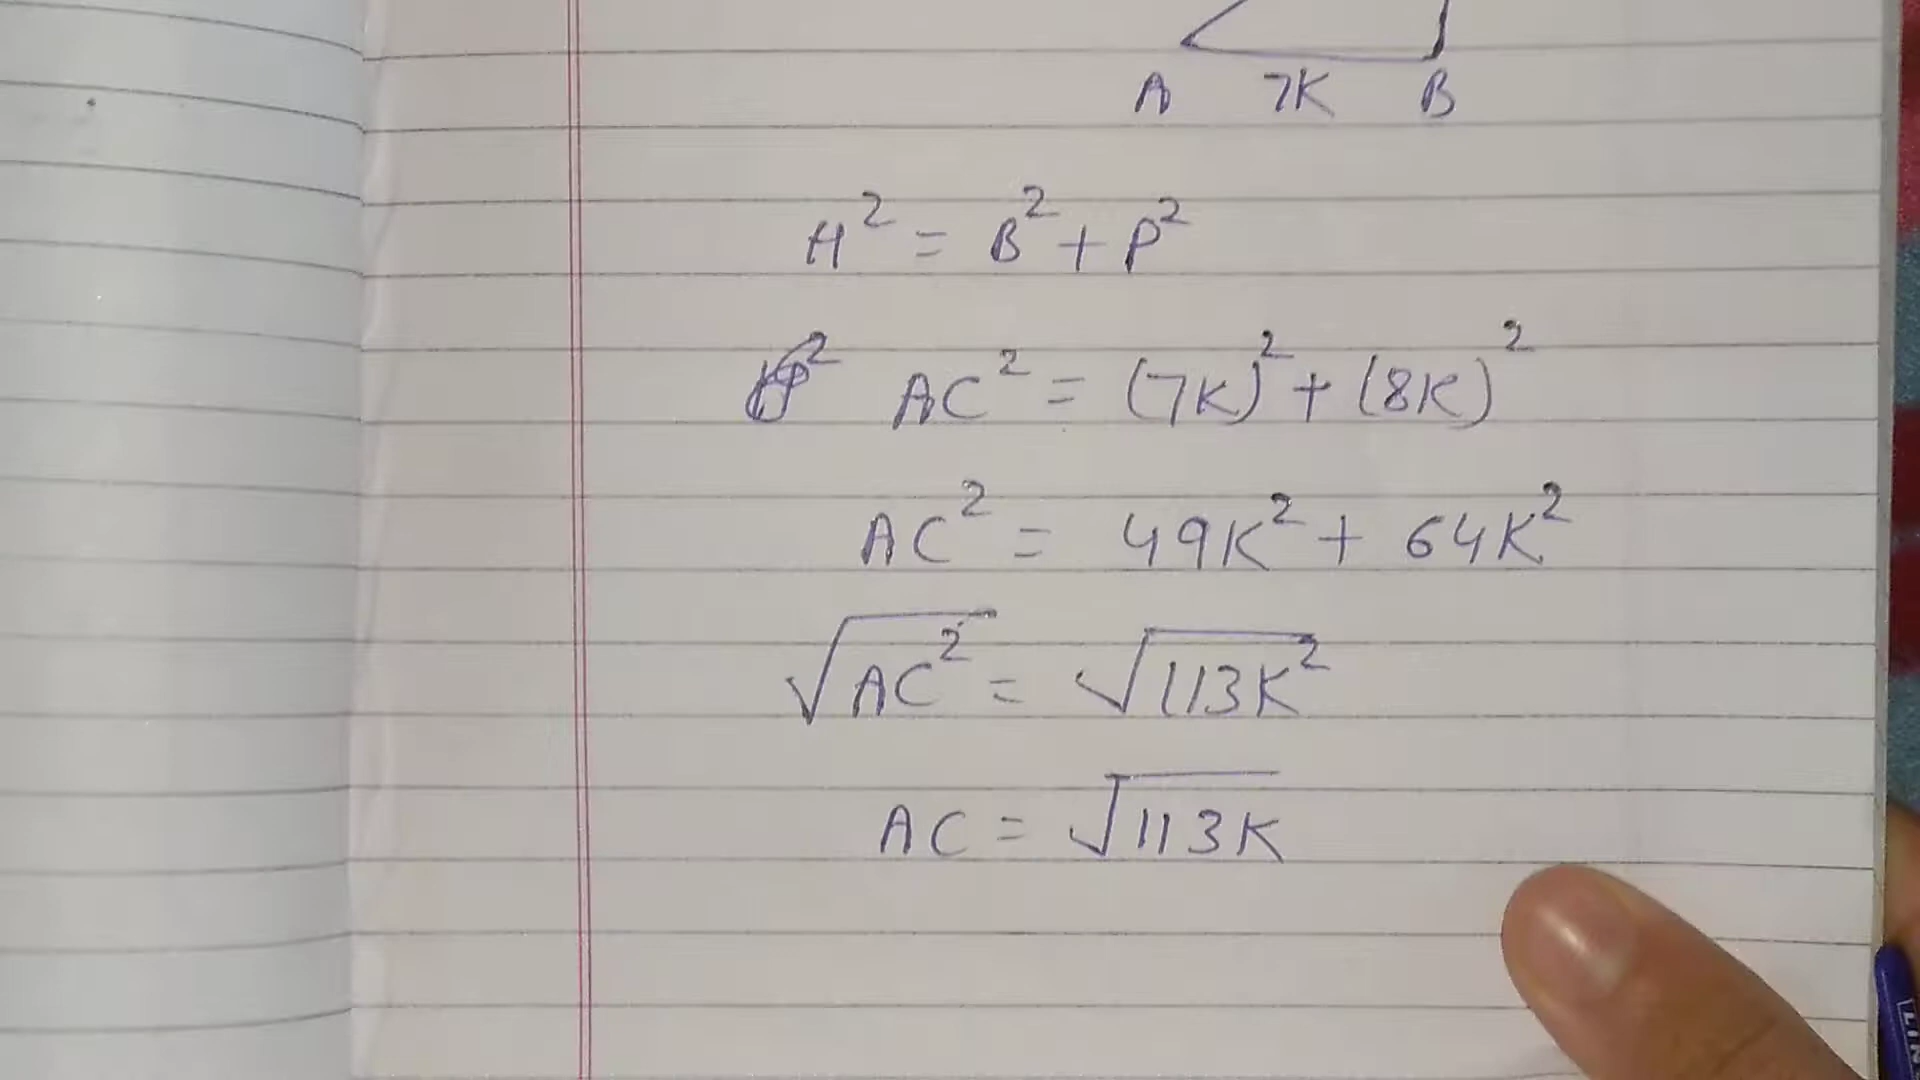 A 7K B
H² = B² + P²
AC² = (7K)² + (8K)²
AC² = 49K² + 64K²
√AC² = √113K²
AC = √113K